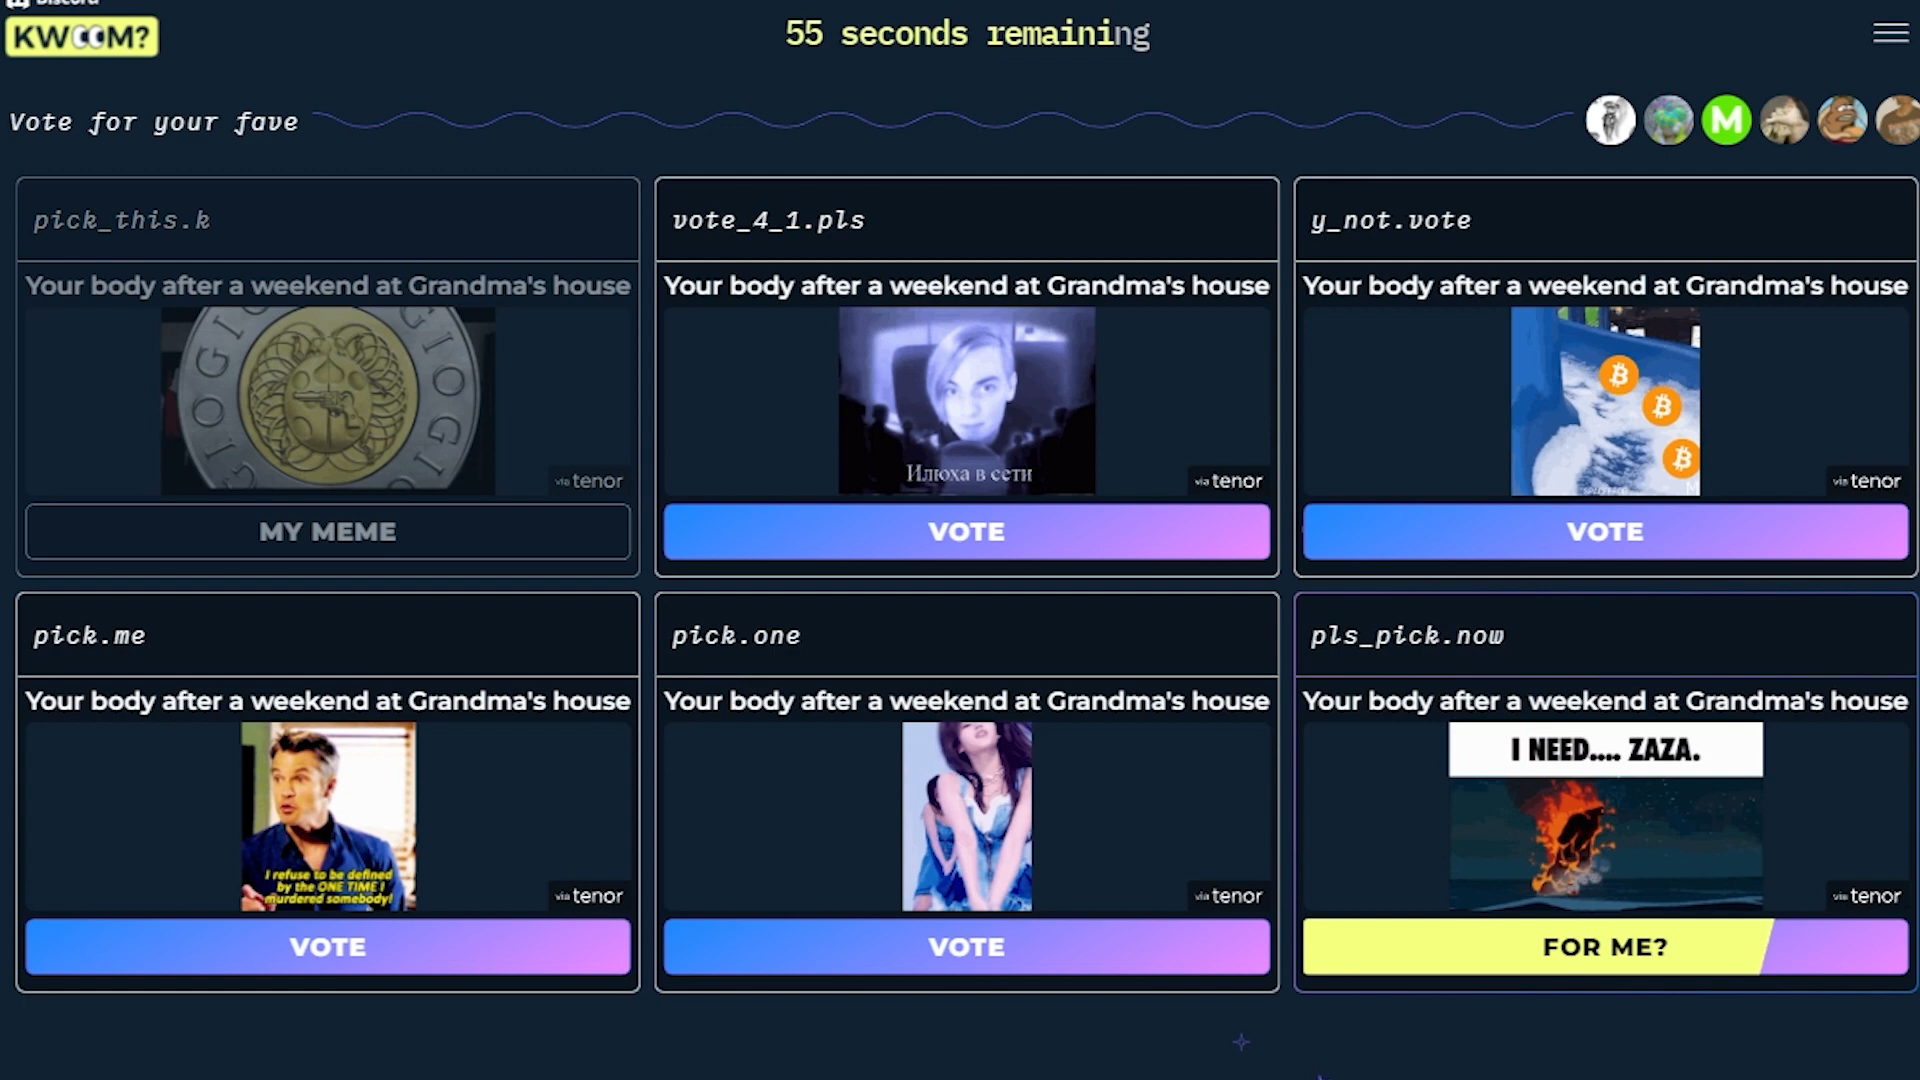 Discord
KWOOM?
55 seconds remaining
Vote for your fave
M
pick_this.k
vote_4_1.pls
y_not.vote
Your body after a weekend at Grandma's house
Your body after a weekend at Grandma's house
Your body after a weekend at Grandma's house
GIOGIO
GIOGIO
Илюха в сети
via tenor
via tenor
via tenor
MY MEME
VOTE
VOTE
pick.me
pick.one
pls_pick.now
Your body after a weekend at Grandma's house
Your body after a weekend at Grandma's house
Your body after a weekend at Grandma's house
I NEED.... ZAZA.
I refuse to be defined
by the ONE TIME I
murdered somebody!
via tenor
via tenor
via tenor
VOTE
VOTE
FOR ME?